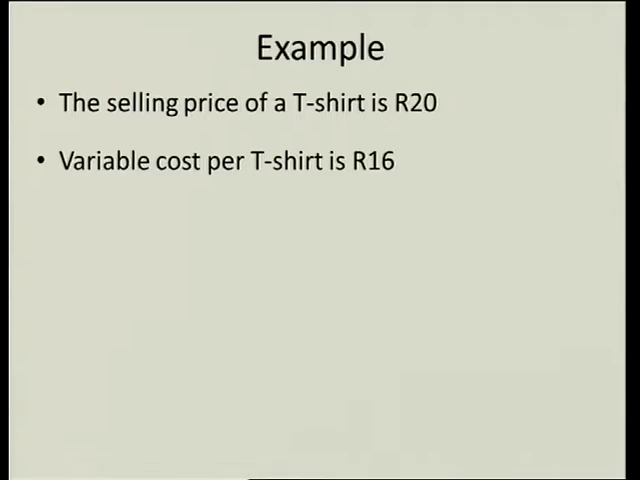 Example
• The selling price of a T-shirt is R20
• Variable cost per T-shirt is R16